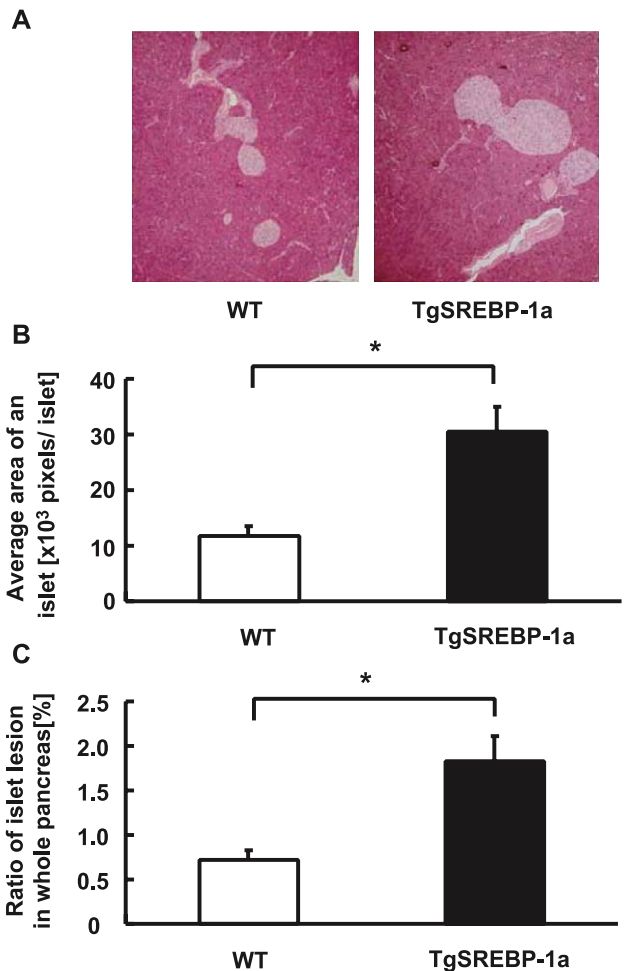 A
WT
TgSREBP-1a
B
*
Average area of an
islet [x10³ pixels/ islet]
40
30
20
10
0
WT
TgSREBP-1a
C
*
Ratio of islet lesion
in whole pancreas[%]
2.5
2.0
1.5
1.0
0.5
0
WT
TgSREBP-1a